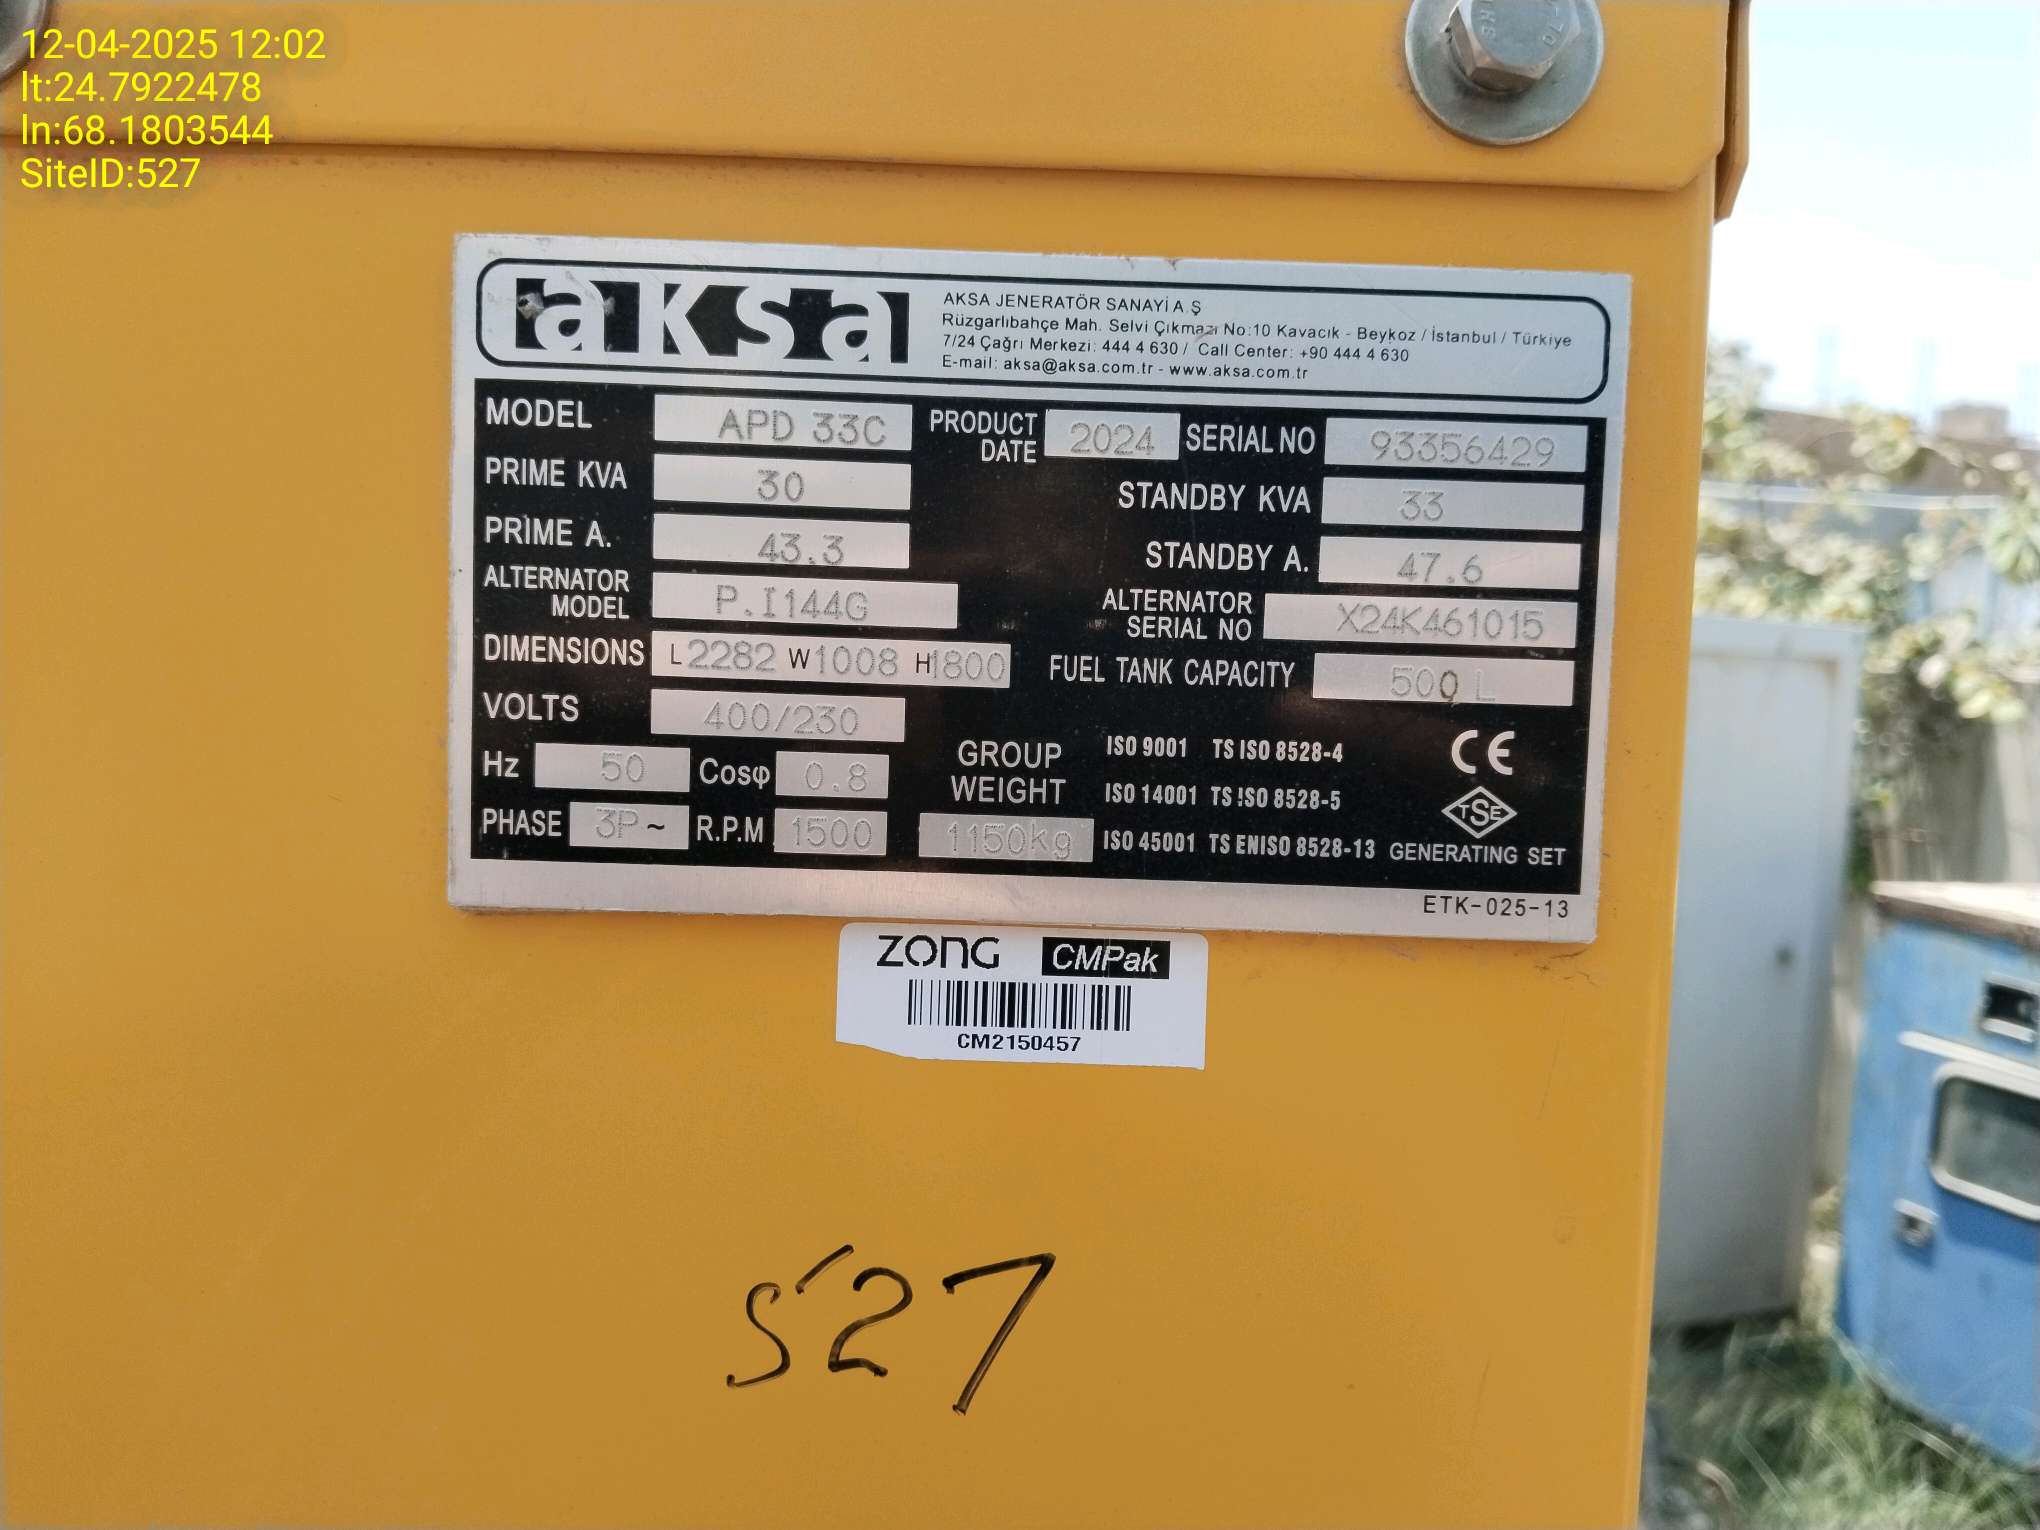 12-04-2025 12:02
lt:24.7922478
ln:68.1803544
SiteID:527
aksa
AKSA JENERATÖR SANAYİ A.Ş
Rüzgarlıbahçe Mah. Selvi Çıkmazı No:10 Kavacık - Beykoz / İstanbul / Türkiye
7/24 Çağrı Merkezi: 444 4 630 / Call Center: +90 444 4 630
E-mail: aksa@aksa.com.tr - www.aksa.com.tr
MODEL APD 33C PRODUCT DATE 2024 SERIAL NO 93356429
PRIME KVA 30 STANDBY KVA 33
PRIME A. 43.3 STANDBY A. 47.6
ALTERNATOR MODEL P.I144G ALTERNATOR SERIAL NO X24K461015
DIMENSIONS L2282 W1008 H1800 FUEL TANK CAPACITY 500 L
VOLTS 400/230
Hz 50 Cosφ 0.8 GROUP WEIGHT 1150kg
PHASE 3P~ R.P.M 1500
ISO 9001 TS ISO 8528-4
ISO 14001 TS ISO 8528-5
ISO 45001 TS EN ISO 8528-13
CE
TSE
GENERATING SET
ETK-025-13
ZONG CMPak
CM2150457
527